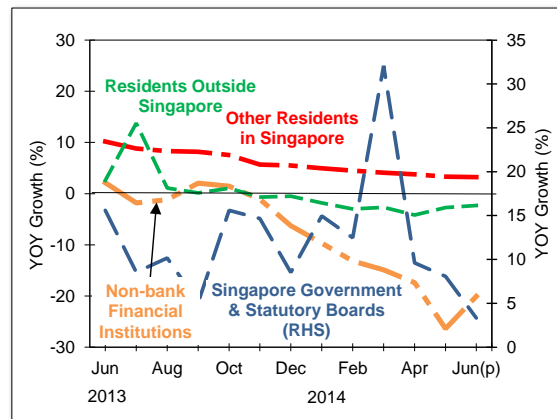 30
20
10
0
-10
-20
-30
YOY Growth (%)
35
30
25
20
15
10
5
0
YOY Growth (%)
Residents Outside
Singapore
Other Residents
in Singapore
Non-bank
Financial
Institutions
Singapore Government
& Statutory Boards
(RHS)
Jun Aug Oct Dec Feb Apr Jun(p)
2013 2014